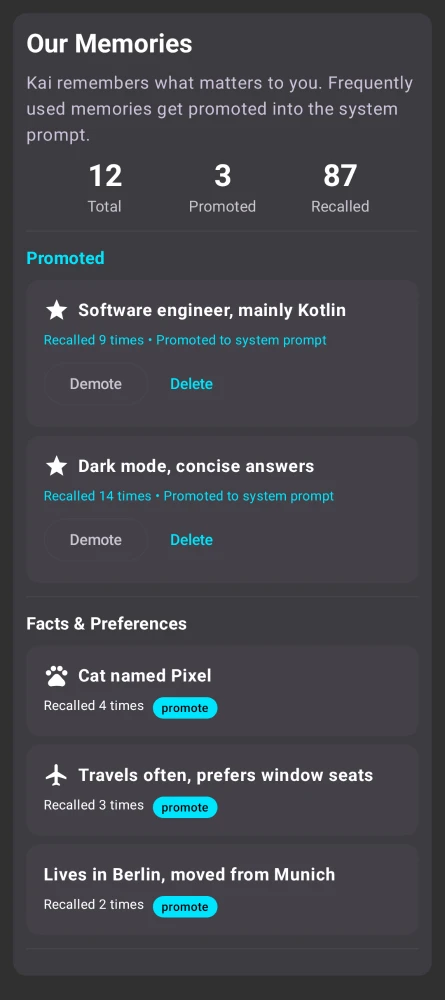 Our Memories
Kai remembers what matters to you. Frequently
used memories get promoted into the system
prompt.
12 3 87
Total Promoted Recalled
Promoted
Software engineer, mainly Kotlin
Recalled 9 times • Promoted to system prompt
Demote Delete
Dark mode, concise answers
Recalled 14 times • Promoted to system prompt
Demote Delete
Facts & Preferences
Cat named Pixel
Recalled 4 times promote
Travels often, prefers window seats
Recalled 3 times promote
Lives in Berlin, moved from Munich
Recalled 2 times promote